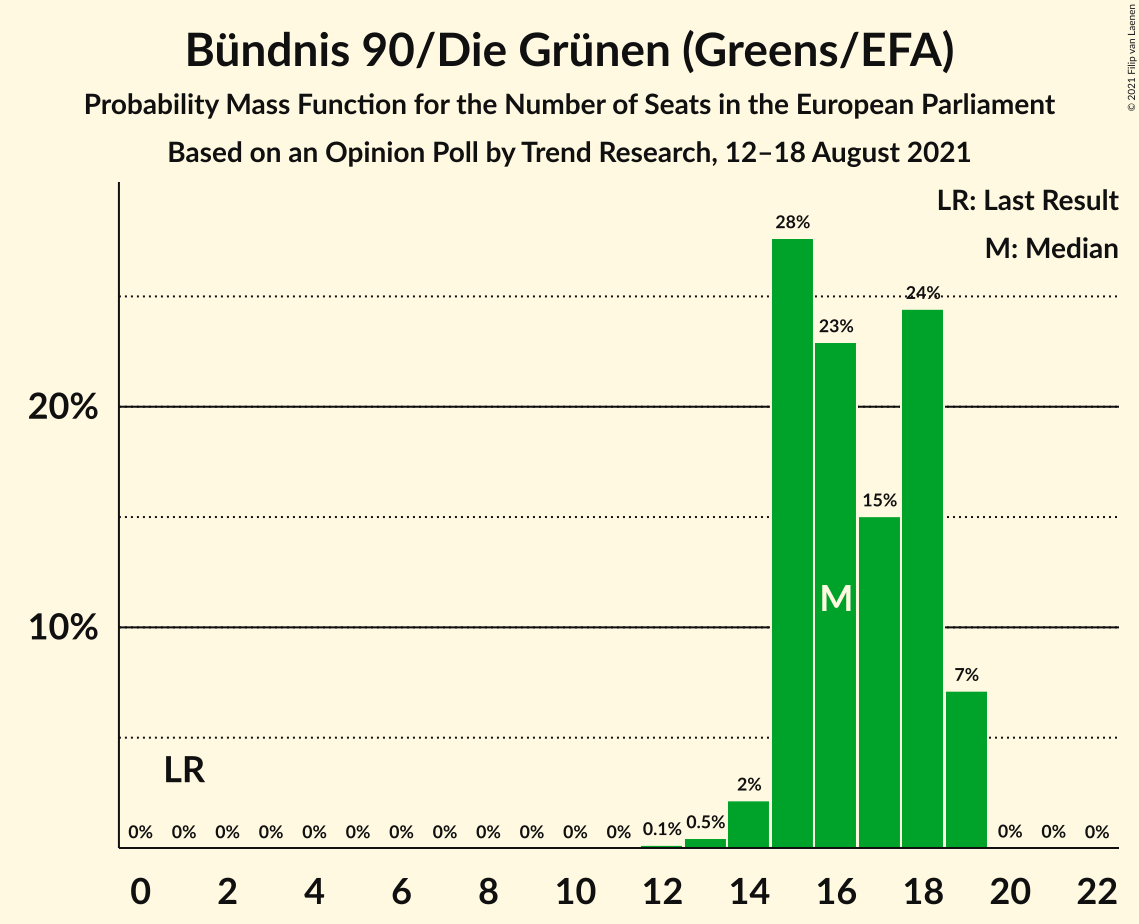 Bündnis 90/Die Grünen (Greens/EFA)
Probability Mass Function for the Number of Seats in the European Parliament
Based on an Opinion Poll by Trend Research, 12–18 August 2021
© 2021 Filip van Laenen
LR: Last Result
M: Median
28%
24%
23%
20%
15%
M
10%
7%
LR
2%
0% 0% 0% 0% 0% 0% 0% 0% 0% 0% 0% 0% 0.1% 0.5% 0% 0% 0%
0 2 4 6 8 10 12 14 16 18 20 22